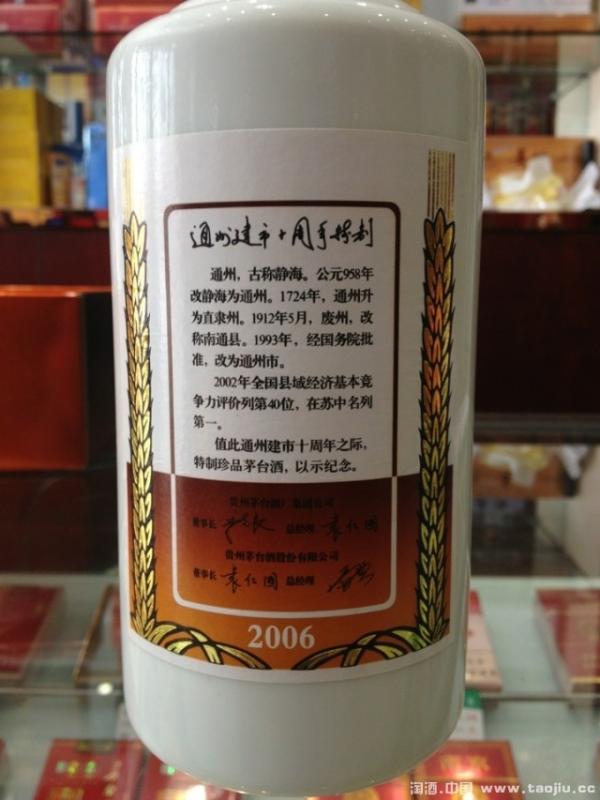 通州建市十周年特制
通州，古称静海。公元958年
改静海为通州。1724年，通州升
为直隶州。1912年5月，废州，改
称南通县。1993年，经国务院批
准，改为通州市。
2002年全国县域经济基本竞
争力评价列第40位，在苏中名列
第一。
值此通州建市十周年之际，
特制珍品茅台酒，以示纪念。
贵州茅台酒厂集团公司
董事长 总经理 袁仁国
贵州茅台酒股份有限公司
董事长 袁仁国 总经理
2006
淘酒.中国 www.taojiu.cc